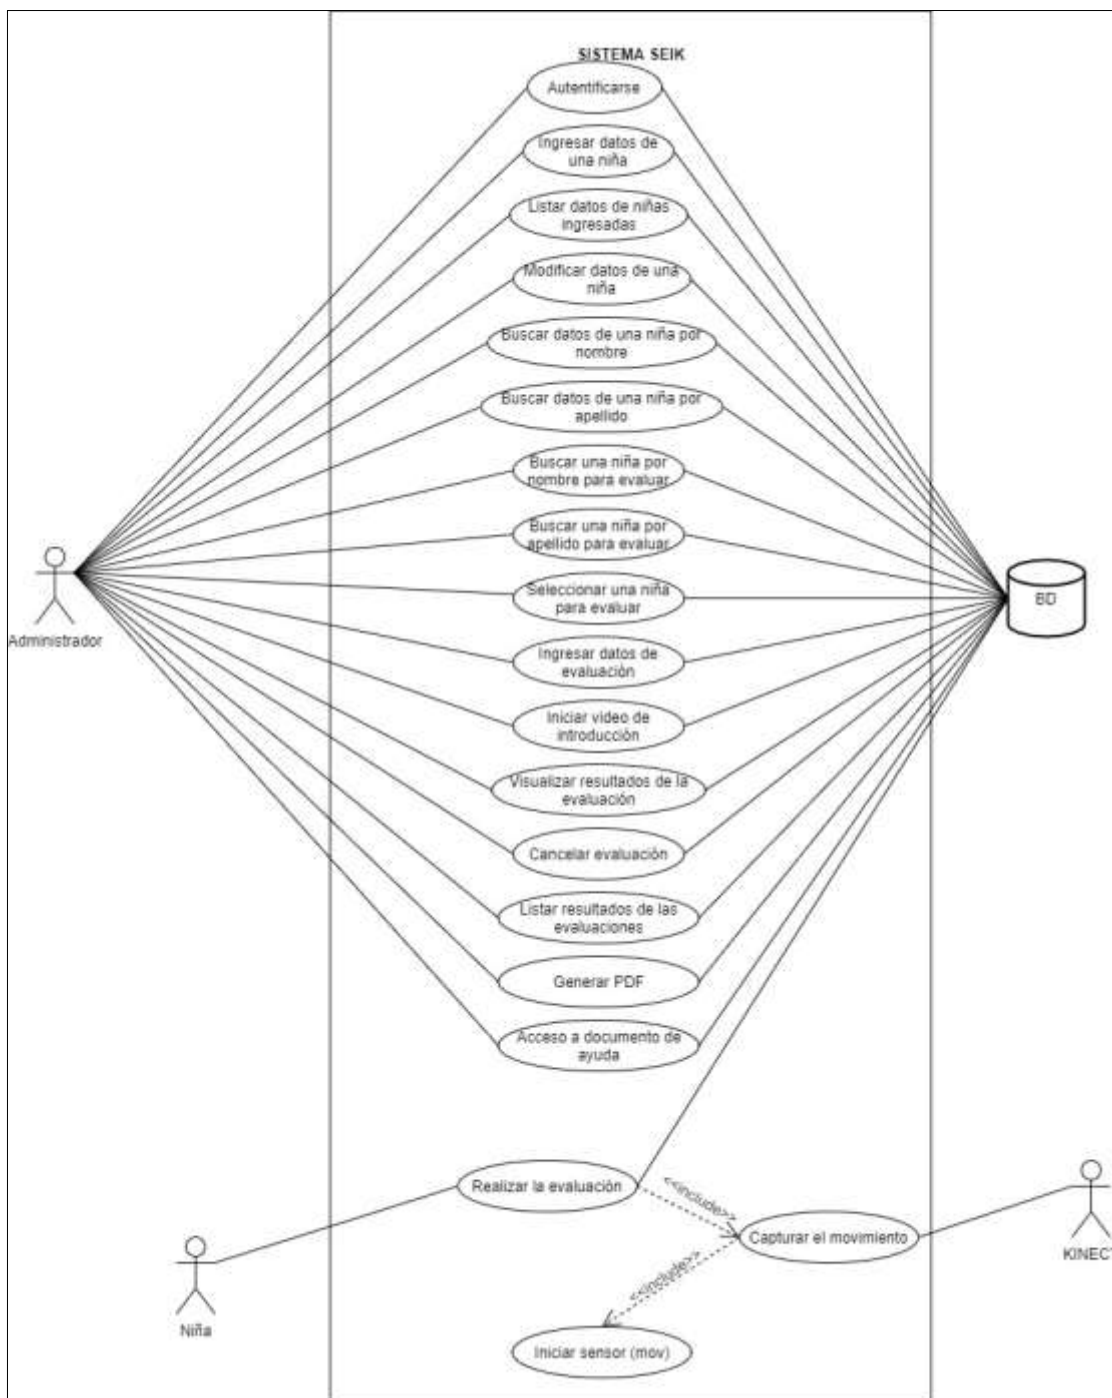 SISTEMA SEIK
Autentificarse
Ingresar datos de
una niña
Listar datos de niñas
ingresadas
Modificar datos de una
niña
Buscar datos de una niña por
nombre
Buscar datos de una niña por
apellido
Buscar una niña por
nombre para evaluar
Buscar una niña por
apellido para evaluar
Seleccionar una niña
para evaluar
BD
Administrador
Ingresar datos de
evaluación
Iniciar video de
introducción
Visualizar resultados de la
evaluación
Cancelar evaluación
Listar resultados de las
evaluaciones
Generar PDF
Acceso a documento de
ayuda
Realizar la evaluación
<<include>>
Capturar el movimiento
KINECT
<<include>>
Niña
Iniciar sensor (mov)